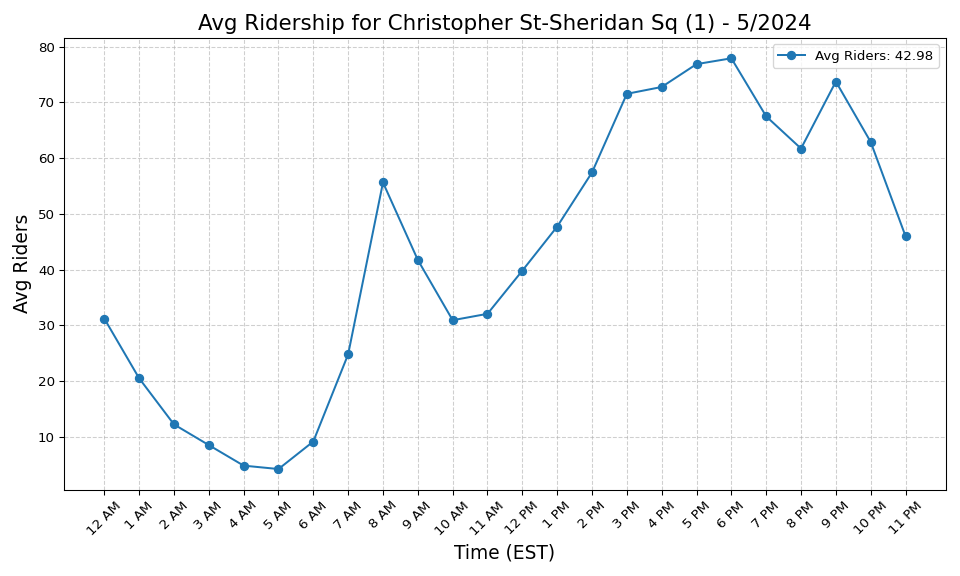 Avg Ridership for Christopher St-Sheridan Sq (1) - 5/2024
Avg Riders: 42.98
80
70
60
50
40
30
20
10
Avg Riders
12 AM
1 AM
2 AM
3 AM
4 AM
5 AM
6 AM
7 AM
8 AM
9 AM
10 AM
11 AM
12 PM
1 PM
2 PM
3 PM
4 PM
5 PM
6 PM
7 PM
8 PM
9 PM
10 PM
11 PM
Time (EST)